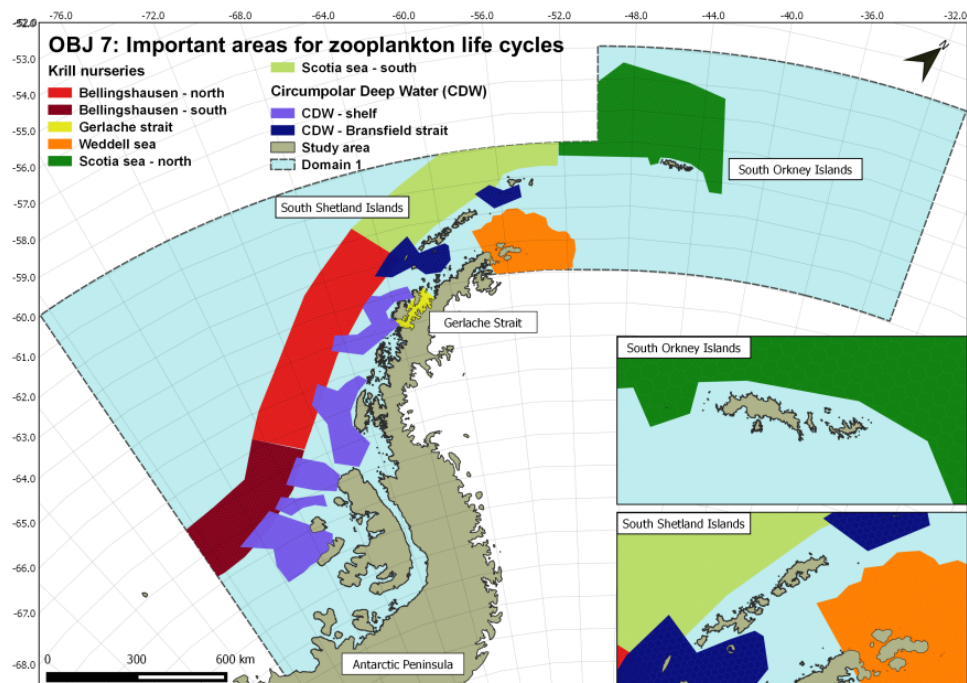 -52.0 -76.0 -72.0 -68.0 -64.0 -60.0 -56.0 -52.0 -48.0 -44.0 -40.0 -36.0 -32.0
OBJ 7: Important areas for zooplankton life cycles
Krill nurseries
Bellingshausen - north
Bellingshausen - south
Gerlache strait
Weddell sea
Scotia sea - north
Scotia sea - south
Circumpolar Deep Water (CDW)
CDW - shelf
CDW - Bransfield strait
Study area
Domain 1
N
-53.0
-54.0
-55.0
-56.0
-57.0
-58.0
-59.0
-60.0
-61.0
-62.0
-63.0
-64.0
-65.0
-66.0
-67.0
-68.0
South Orkney Islands
South Shetland Islands
Gerlache Strait
South Orkney Islands
South Shetland Islands
Antarctic Peninsula
0 300 600 km